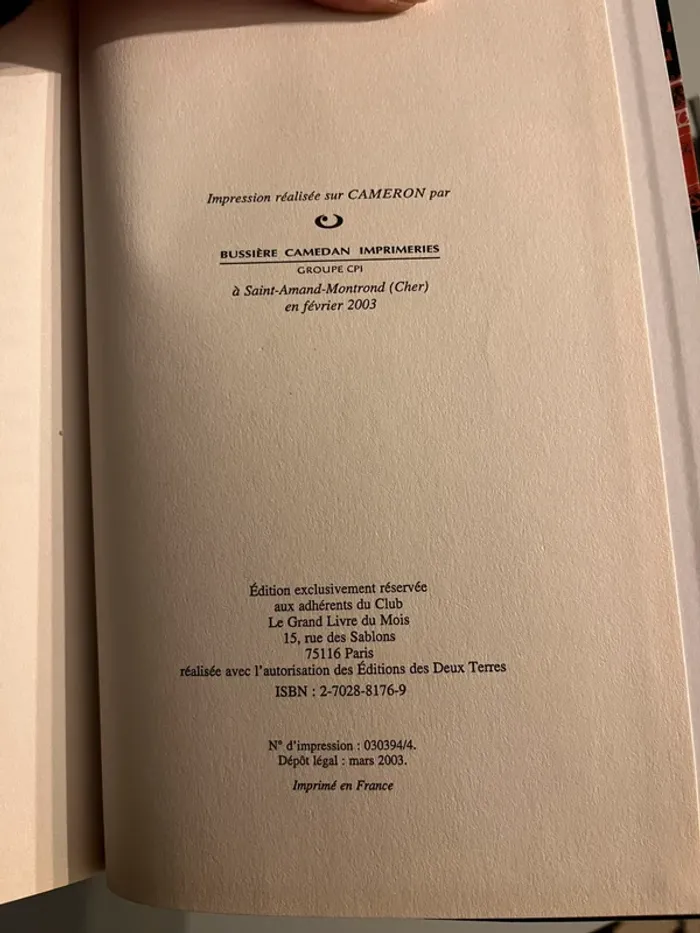 Impression réalisée sur CAMERON par
BUSSIÈRE CAMEDAN IMPRIMERIES
GROUPE CPI
à Saint-Amand-Montrond (Cher)
en février 2003
Édition exclusivement réservée
aux adhérents du Club
Le Grand Livre du Mois
15, rue des Sablons
75116 Paris
réalisée avec l'autorisation des Éditions des Deux Terres
ISBN : 2-7028-8176-9
N° d'impression : 030394/4.
Dépôt légal : mars 2003.
Imprimé en France